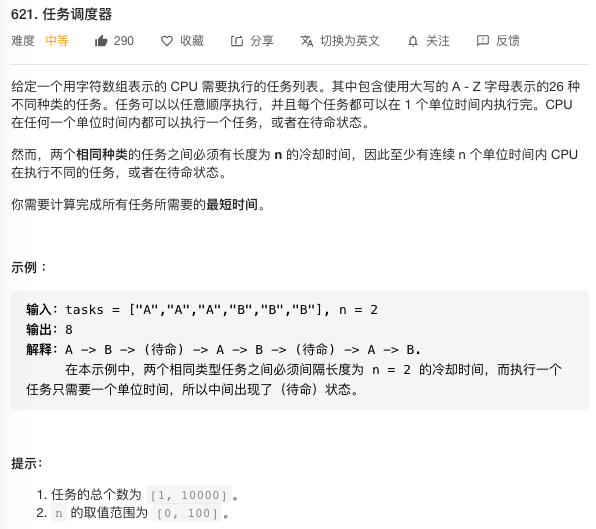 621. 任务调度器
难度 中等 290 收藏 分享 切换为英文 关注 反馈
给定一个用字符数组表示的 CPU 需要执行的任务列表。其中包含使用大写的 A - Z 字母表示的26 种
不同种类的任务。任务可以以任意顺序执行，并且每个任务都可以在 1 个单位时间内执行完。CPU
在任何一个单位时间内都可以执行一个任务，或者在待命状态。
然而，两个相同种类的任务之间必须有长度为 n 的冷却时间，因此至少有连续 n 个单位时间内 CPU
在执行不同的任务，或者在待命状态。
你需要计算完成所有任务所需要的最短时间。
示例 ：
输入：tasks = ["A","A","A","B","B","B"], n = 2
输出：8
解释：A -> B -> (待命) -> A -> B -> (待命) -> A -> B.
在本示例中，两个相同类型任务之间必须间隔长度为 n = 2 的冷却时间，而执行一个
任务只需要一个单位时间，所以中间出现了（待命）状态。
提示：
1. 任务的总个数为 [1, 10000]。
2. n 的取值范围为 [0, 100]。